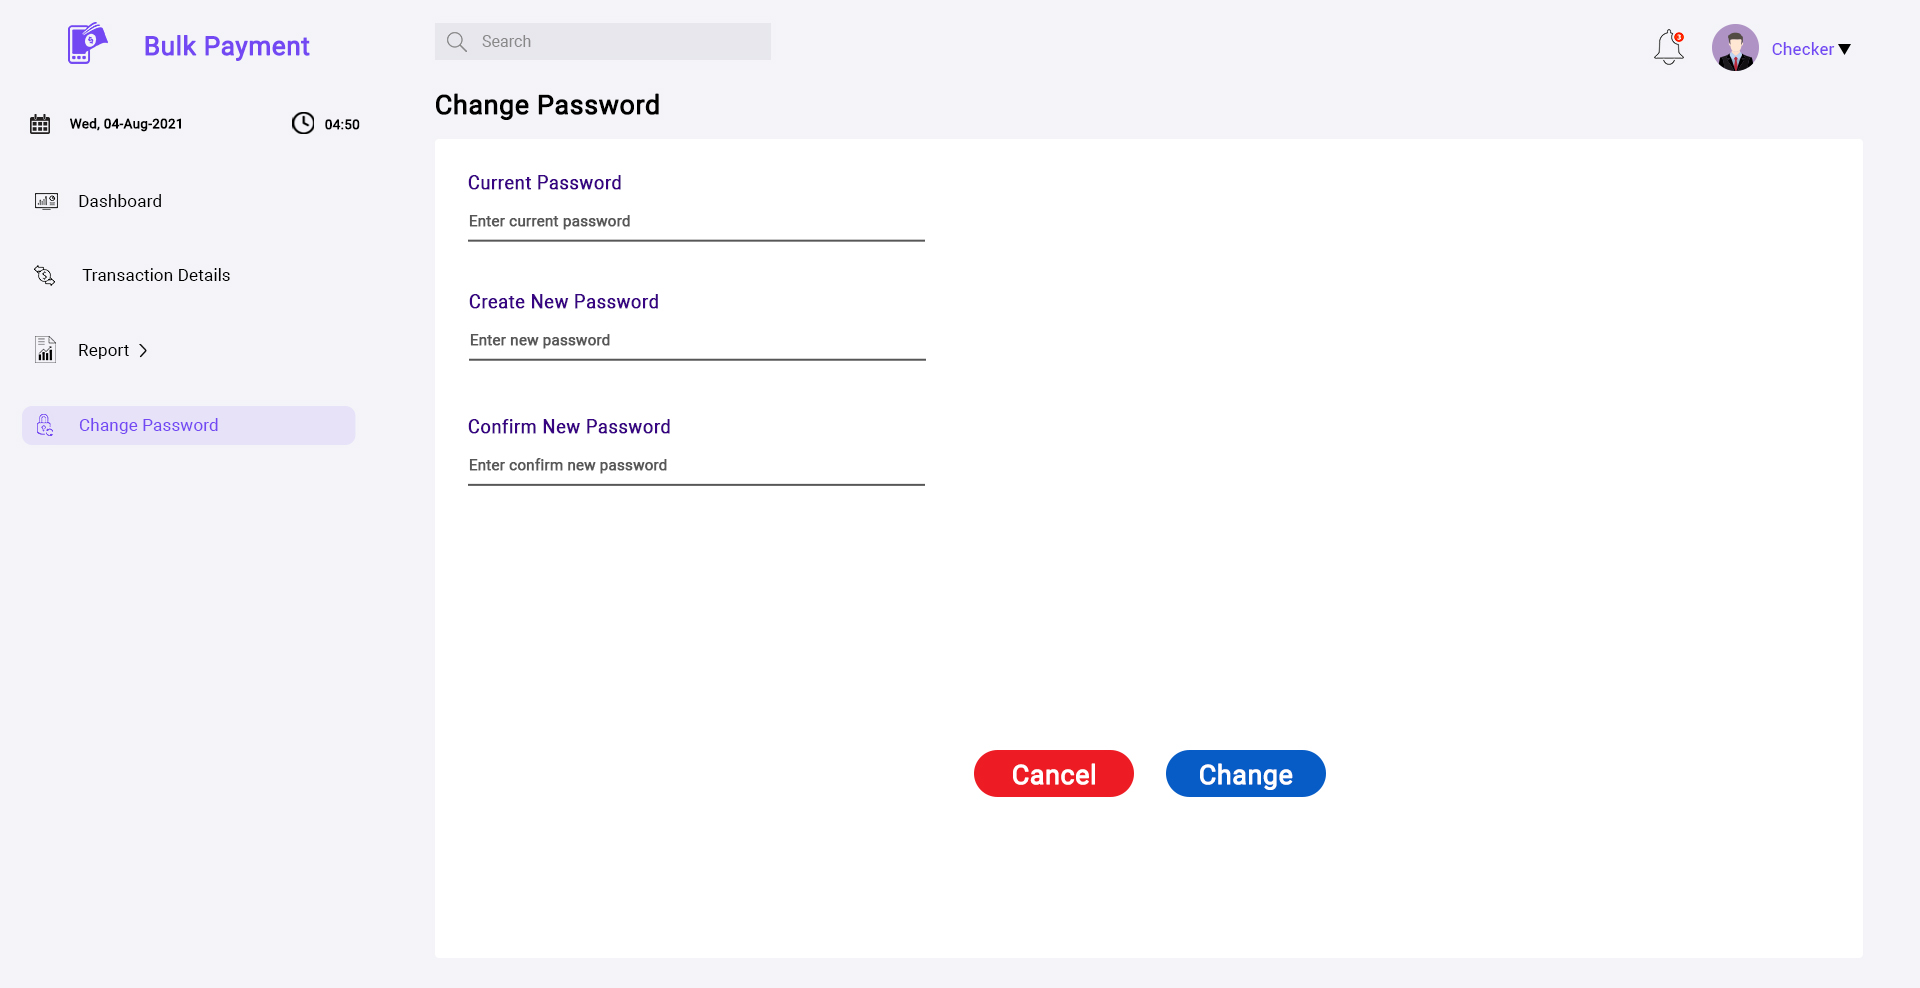 Bulk Payment
Search
3
Checker
Wed, 04-Aug-2021
04:50
Dashboard
Transaction Details
Report
Change Password
Change Password
Current Password
Enter current password
Create New Password
Enter new password
Confirm New Password
Enter confirm new password
Cancel
Change